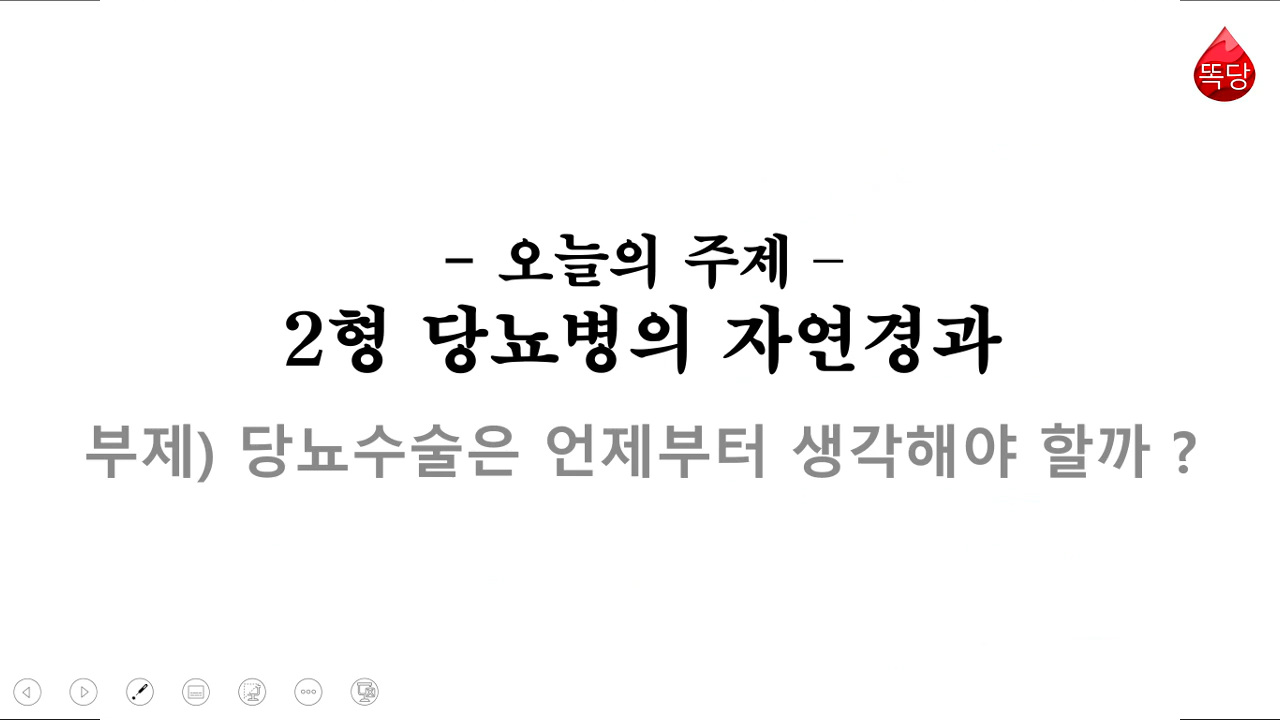 똑당
- 오늘의 주제 –
2형 당뇨병의 자연경과
부제) 당뇨수술은 언제부터 생각해야 할까 ?